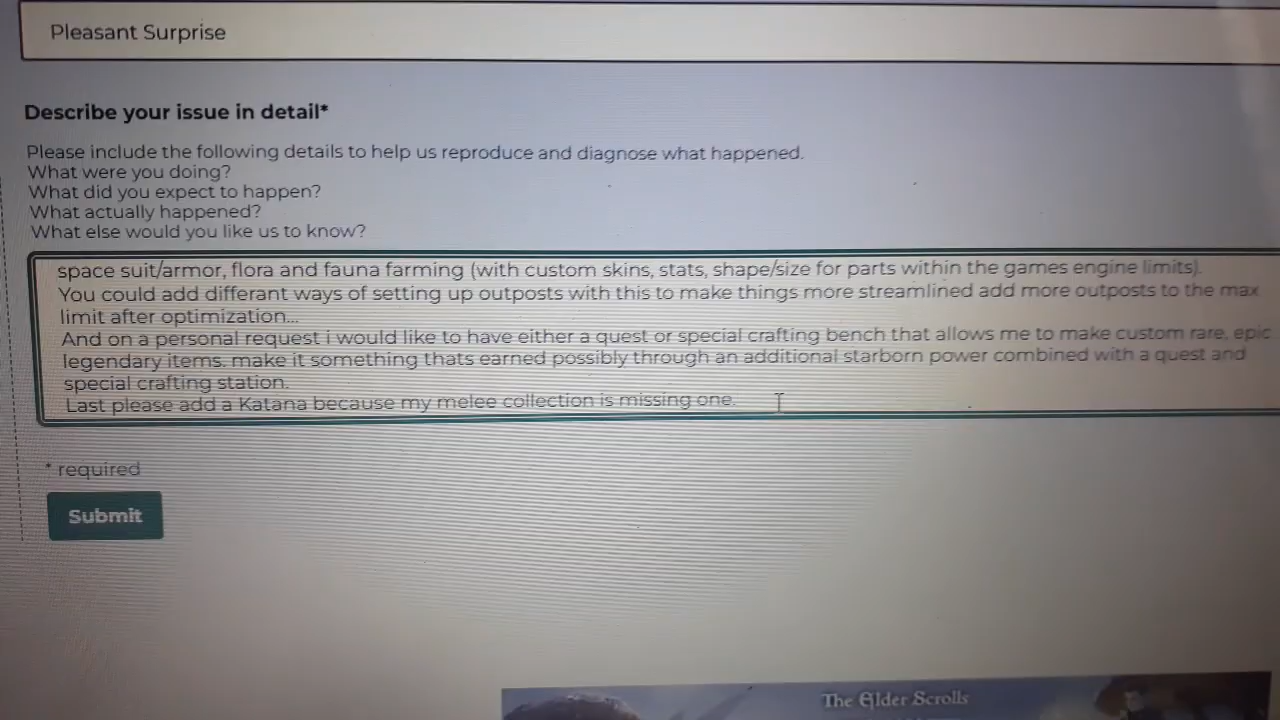 Pleasant Surprise
Describe your issue in detail*
Please include the following details to help us reproduce and diagnose what happened.
What were you doing?
What did you expect to happen?
What actually happened?
What else would you like us to know?
space suit/armor, flora and fauna farming (with custom skins, stats, shape/size for parts within the games engine limits).
You could add differant ways of setting up outposts with this to make things more streamlined add more outposts to the max
limit after optimization...
And on a personal request i would like to have either a quest or special crafting bench that allows me to make custom rare, epic
legendary items. make it something thats earned possibly through an additional starborn power combined with a quest and
special crafting station.
Last please add a Katana because my melee collection is missing one.
* required
Submit
The Elder Scrolls